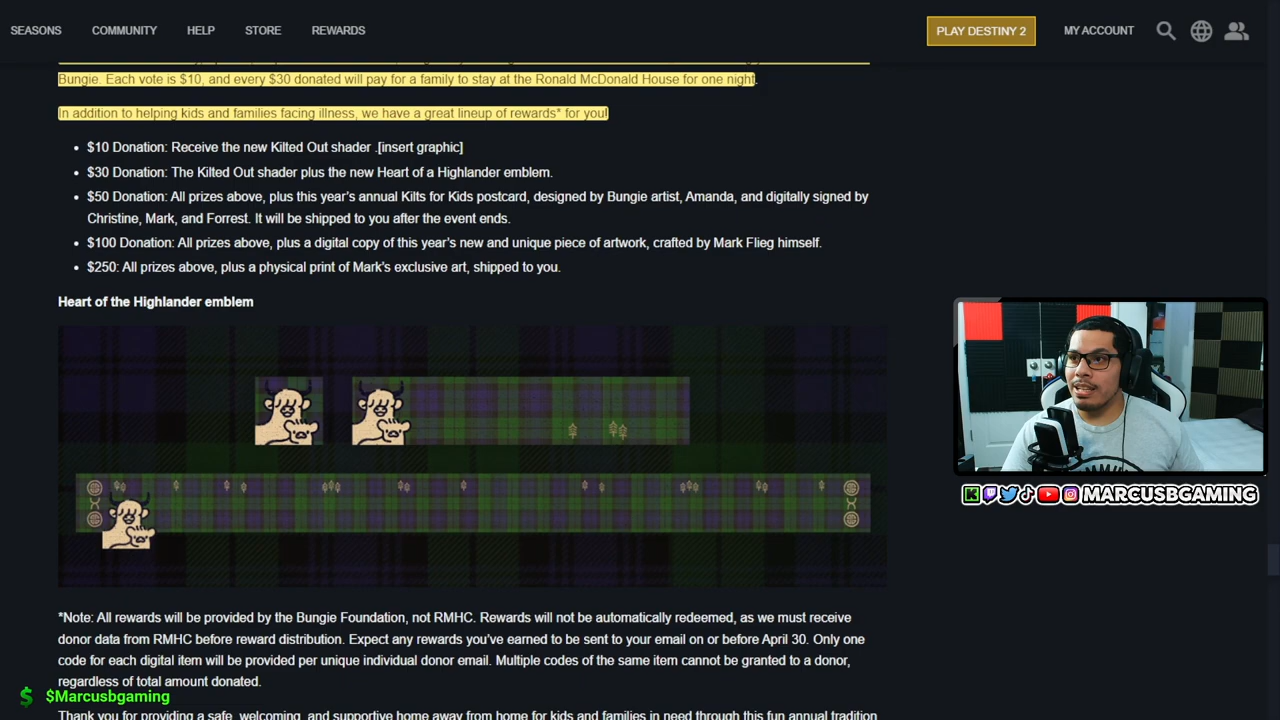 SEASONS COMMUNITY HELP STORE REWARDS PLAY DESTINY 2 MY ACCOUNT
Bungie. Each vote is $10, and every $30 donated will pay for a family to stay at the Ronald McDonald House for one night.
In addition to helping kids and families facing illness, we have a great lineup of rewards* for you!
• $10 Donation: Receive the new Kilted Out shader .[insert graphic]
• $30 Donation: The Kilted Out shader plus the new Heart of a Highlander emblem.
• $50 Donation: All prizes above, plus this year's annual Kilts for Kids postcard, designed by Bungie artist, Amanda, and digitally signed by
Christine, Mark, and Forrest. It will be shipped to you after the event ends.
• $100 Donation: All prizes above, plus a digital copy of this year's new and unique piece of artwork, crafted by Mark Flieg himself.
• $250: All prizes above, plus a physical print of Mark's exclusive art, shipped to you.
Heart of the Highlander emblem
MARCUSBGAMING
*Note: All rewards will be provided by the Bungie Foundation, not RMHC. Rewards will not be automatically redeemed, as we must receive
donor data from RMHC before reward distribution. Expect any rewards you've earned to be sent to your email on or before April 30. Only one
code for each digital item will be provided per unique individual donor email. Multiple codes of the same item cannot be granted to a donor,
regardless of total amount donated.
$ $Marcusbgaming
Thank you for providing a safe, welcoming, and supportive home away from home for kids and families in need through this fun annual tradition